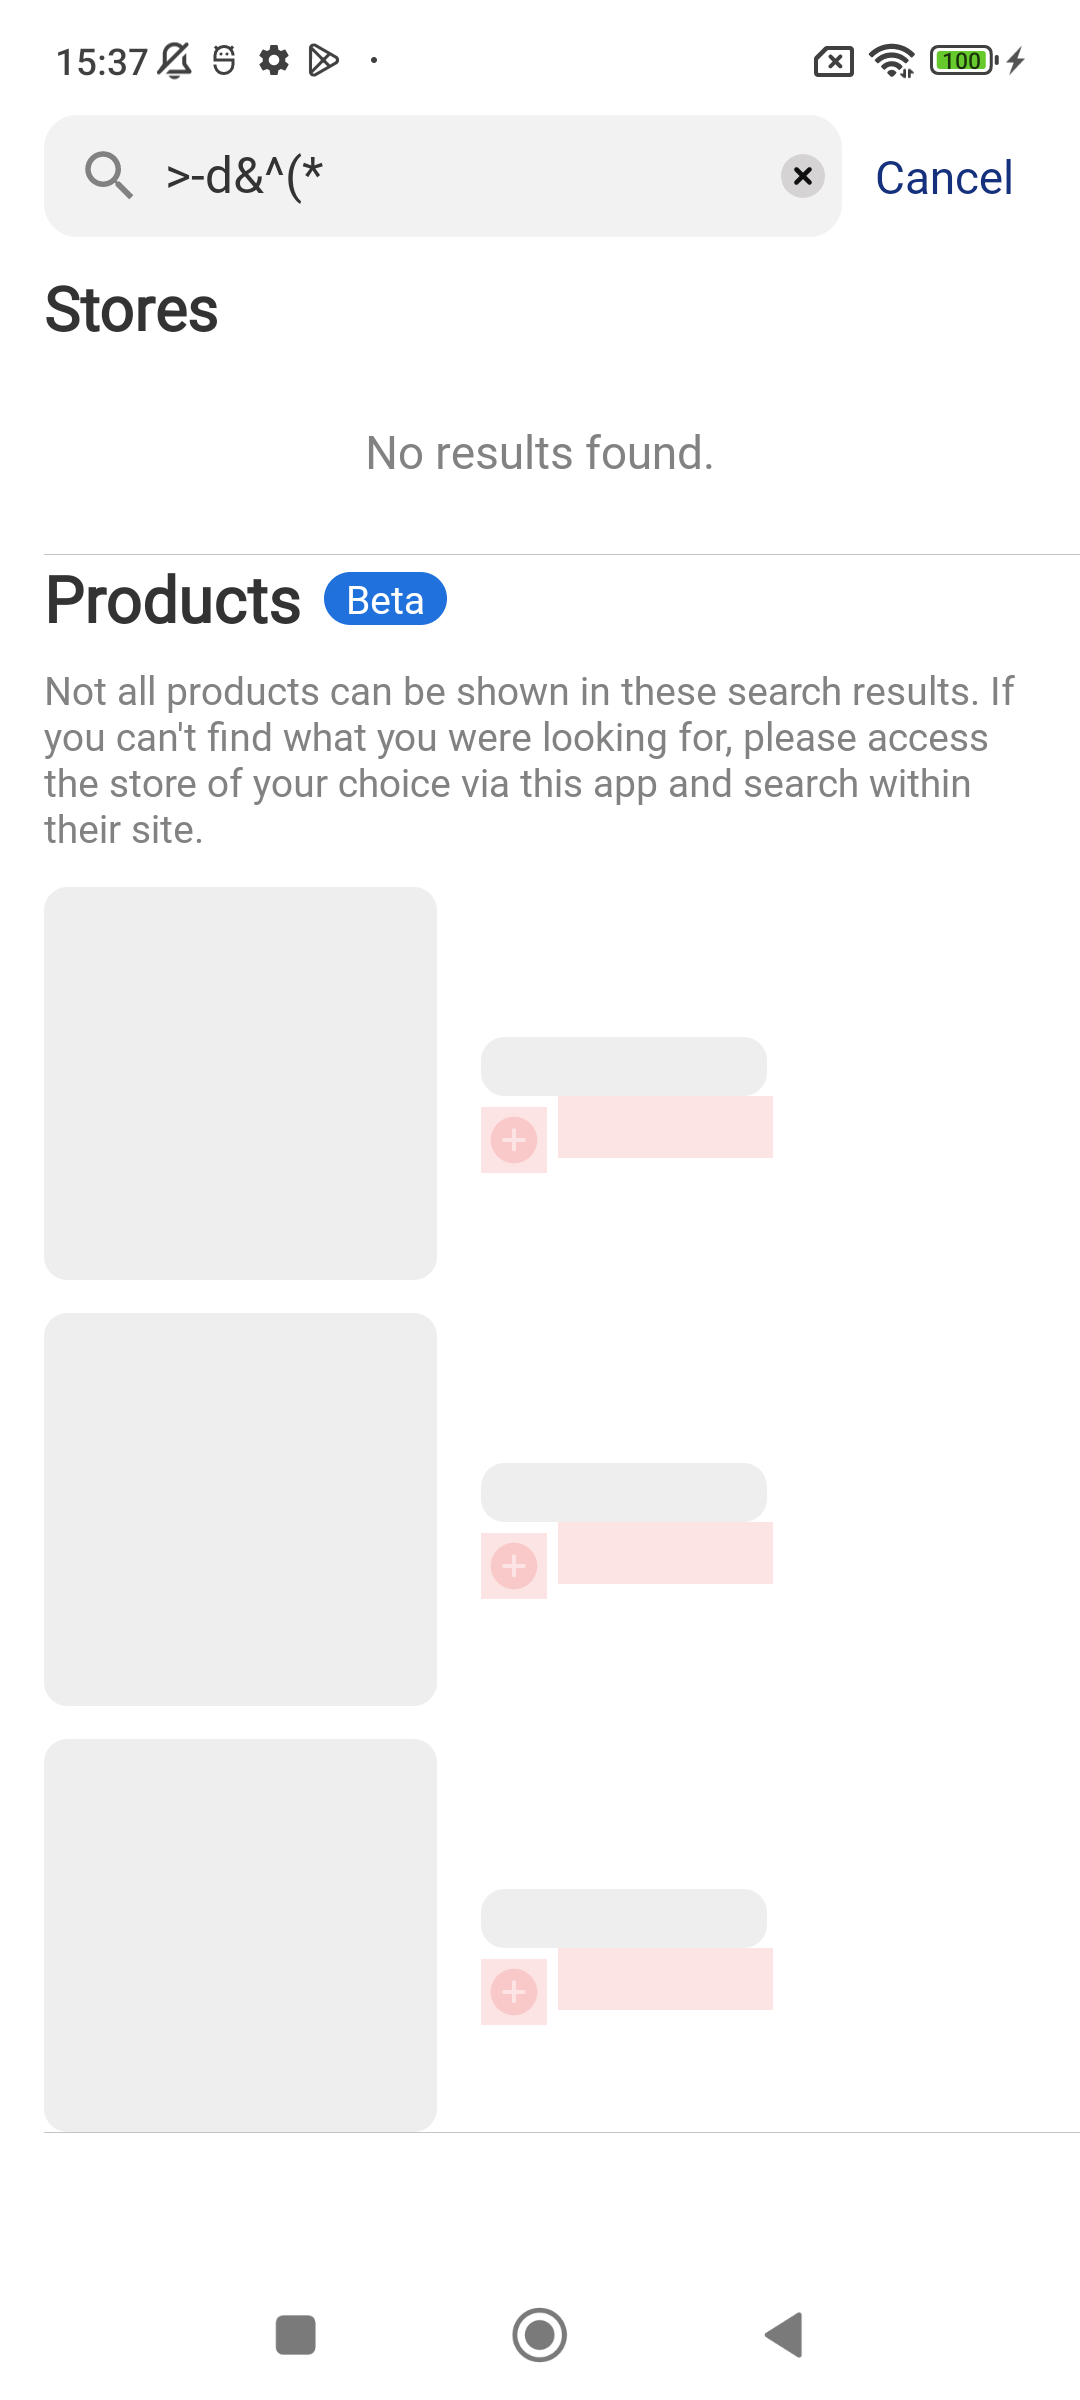 15:37
100
>-d&^(*
Cancel
Stores
No results found.
Products
Beta
Not all products can be shown in these search results. If
you can't find what you were looking for, please access
the store of your choice via this app and search within
their site.